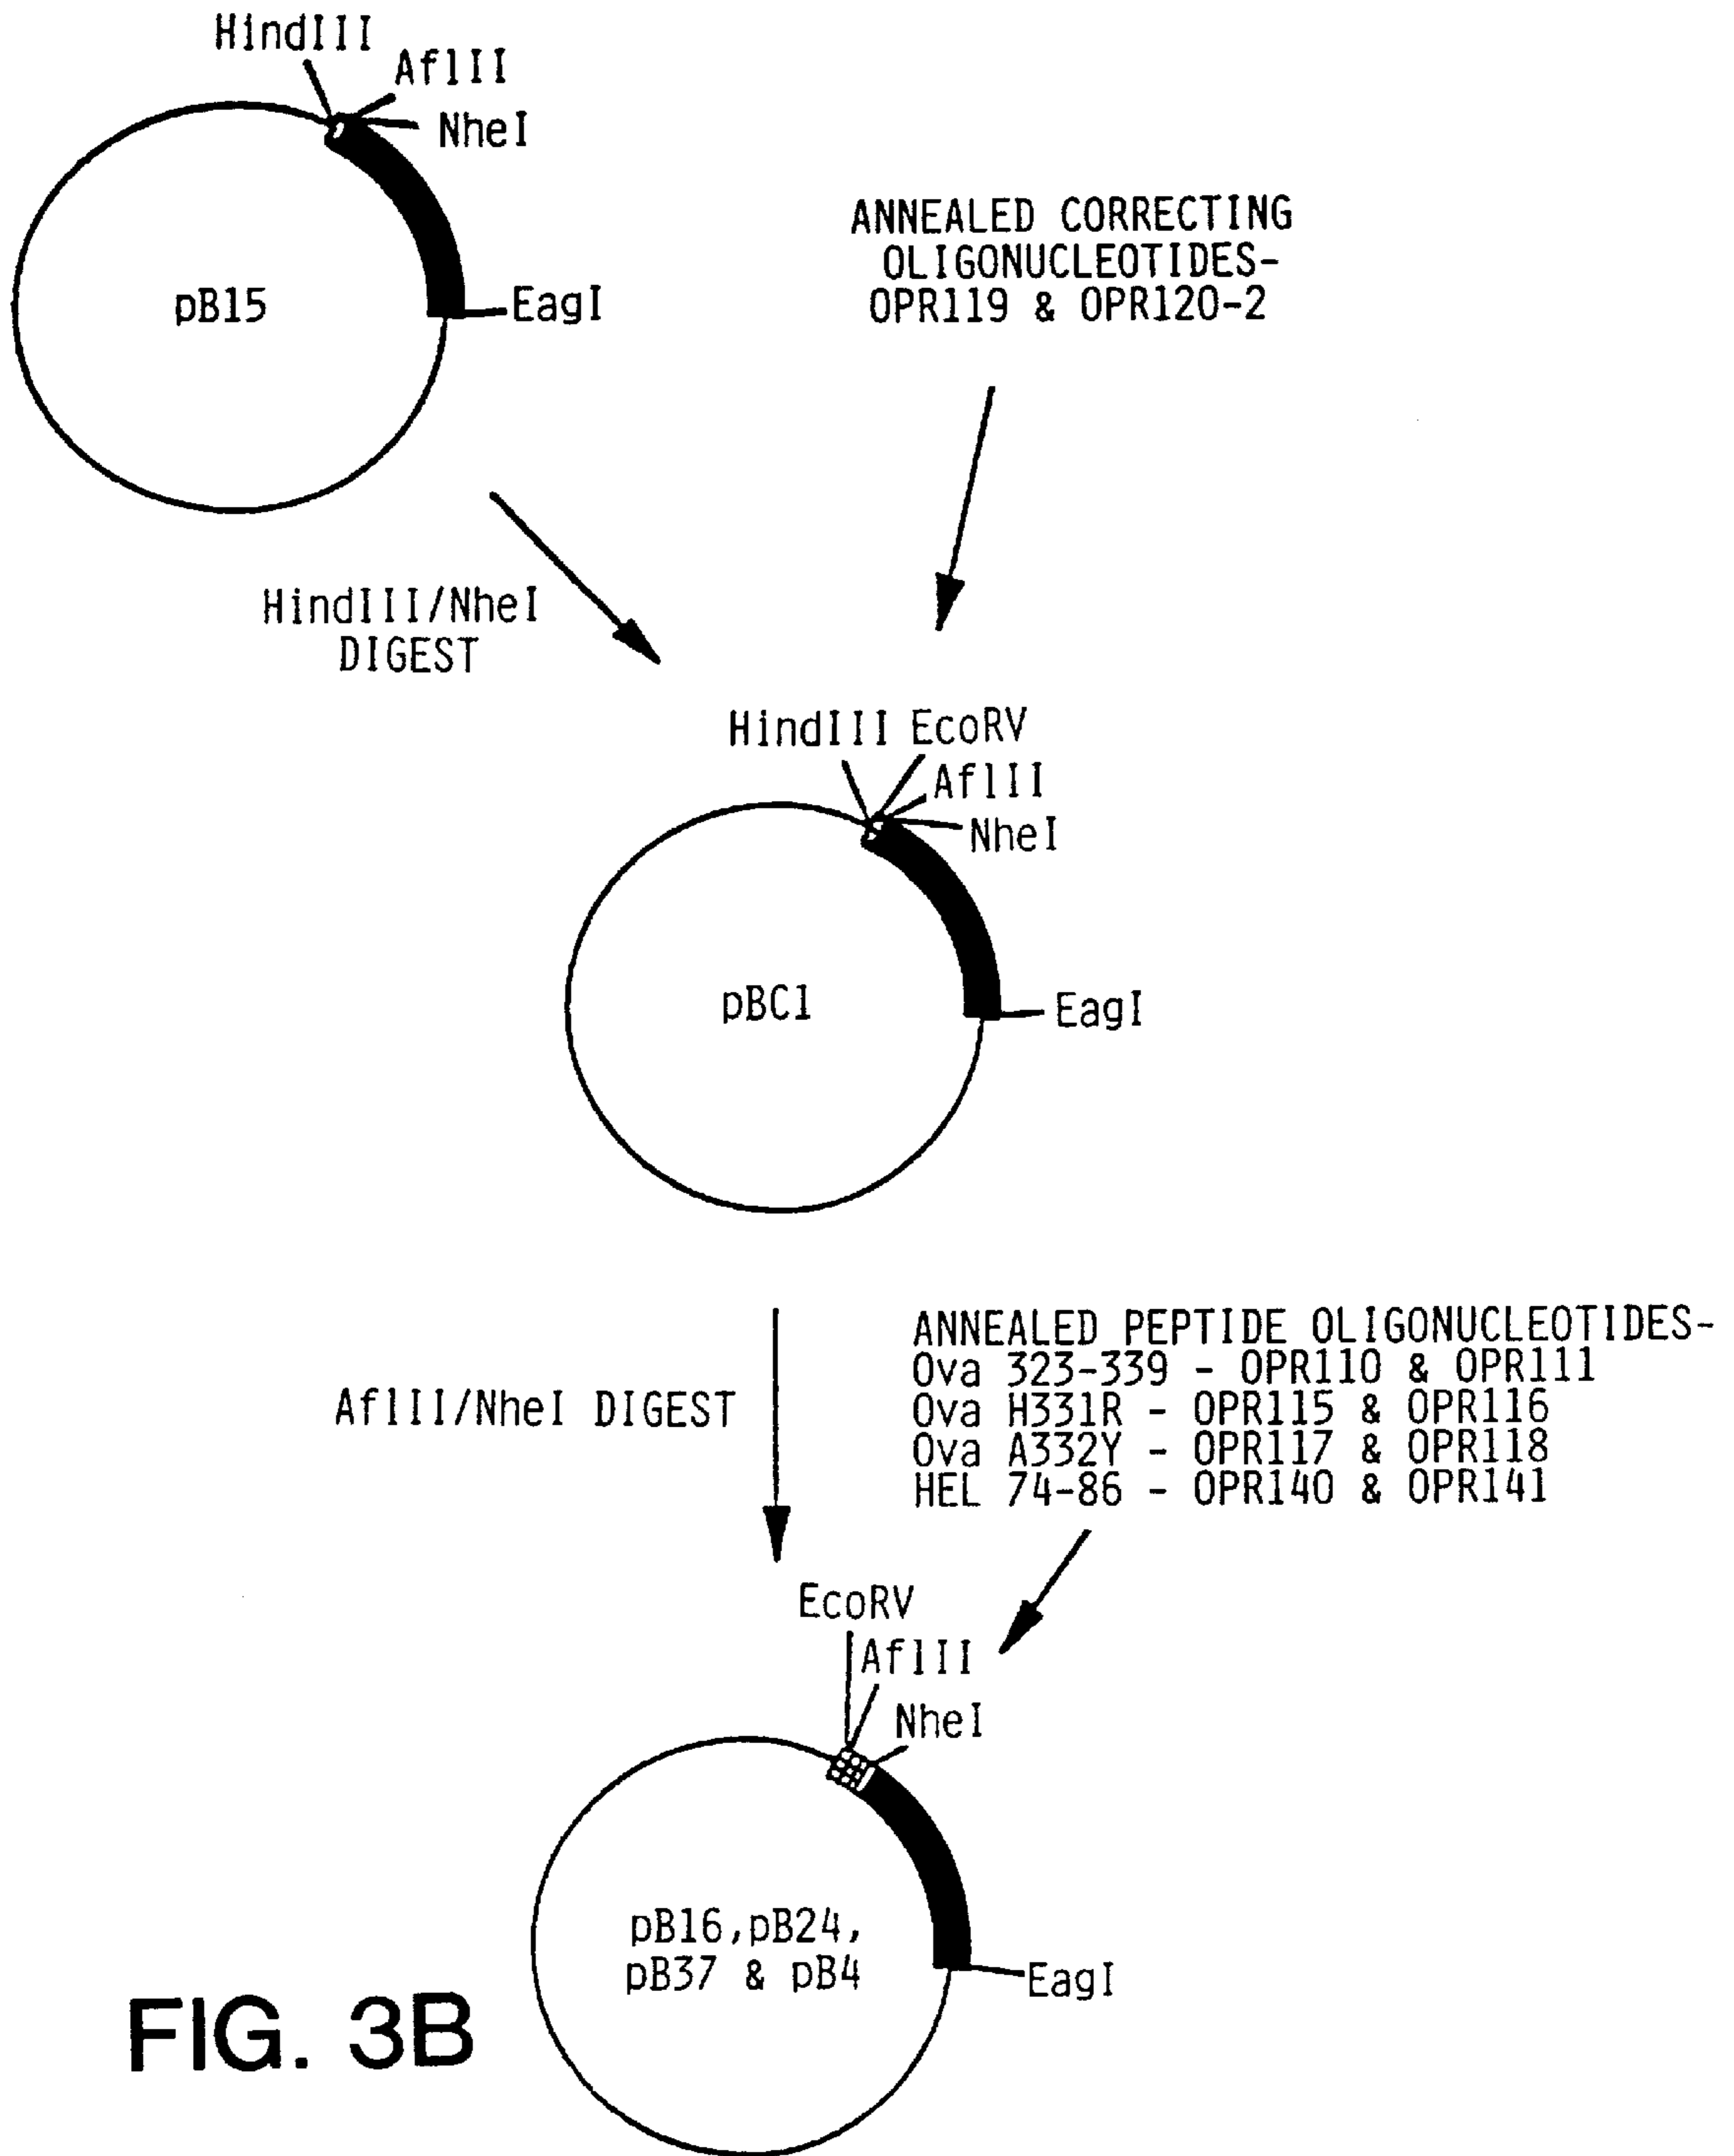 HindIII
AflII
NheI
pB15
EagI
ANNEALED CORRECTING
OLIGONUCLEOTIDES-
OPR119 & OPR120-2
HindIII/NheI
DIGEST
HindIII EcoRV
AflII
NheI
pBC1
EagI
AflII/NheI DIGEST
ANNEALED PEPTIDE OLIGONUCLEOTIDES-
Ova 323-339 - OPR110 & OPR111
Ova H331R - OPR115 & OPR116
Ova A332Y - OPR117 & OPR118
HEL 74-86 - OPR140 & OPR141
EcoRV
AflII
NheI
pB16,pB24,
pB37 & pB4
EagI
FIG. 3B